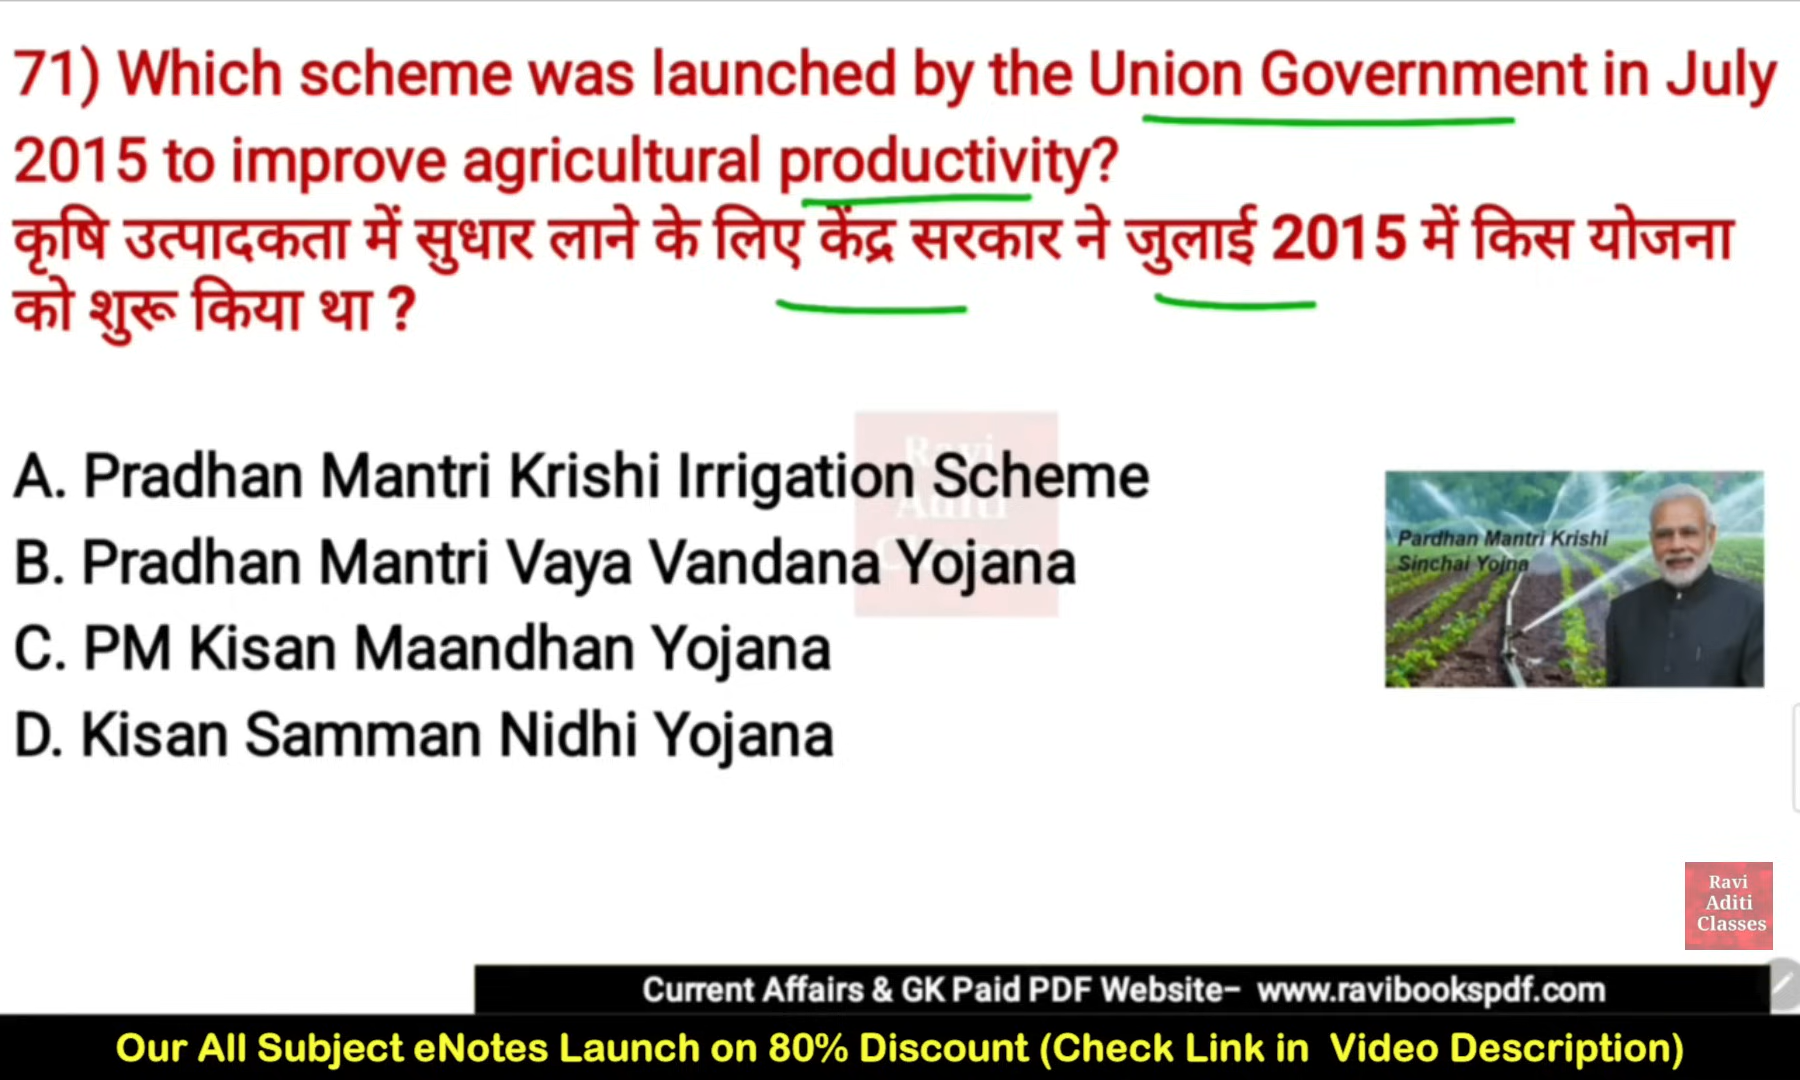 71) Which scheme was launched by the Union Government in July
2015 to improve agricultural productivity?
कृषि उत्पादकता में सुधार लाने के लिए केंद्र सरकार ने जुलाई 2015 में किस योजना
को शुरू किया था ?
Ravi
Aditi
Classes
A. Pradhan Mantri Krishi Irrigation Scheme
B. Pradhan Mantri Vaya Vandana Yojana
C. PM Kisan Maandhan Yojana
D. Kisan Samman Nidhi Yojana
Pardhan Mantri Krishi
Sinchai Yojna
Ravi
Aditi
Classes
Current Affairs & GK Paid PDF Website- www.ravibookspdf.com
Our All Subject eNotes Launch on 80% Discount (Check Link in Video Description)